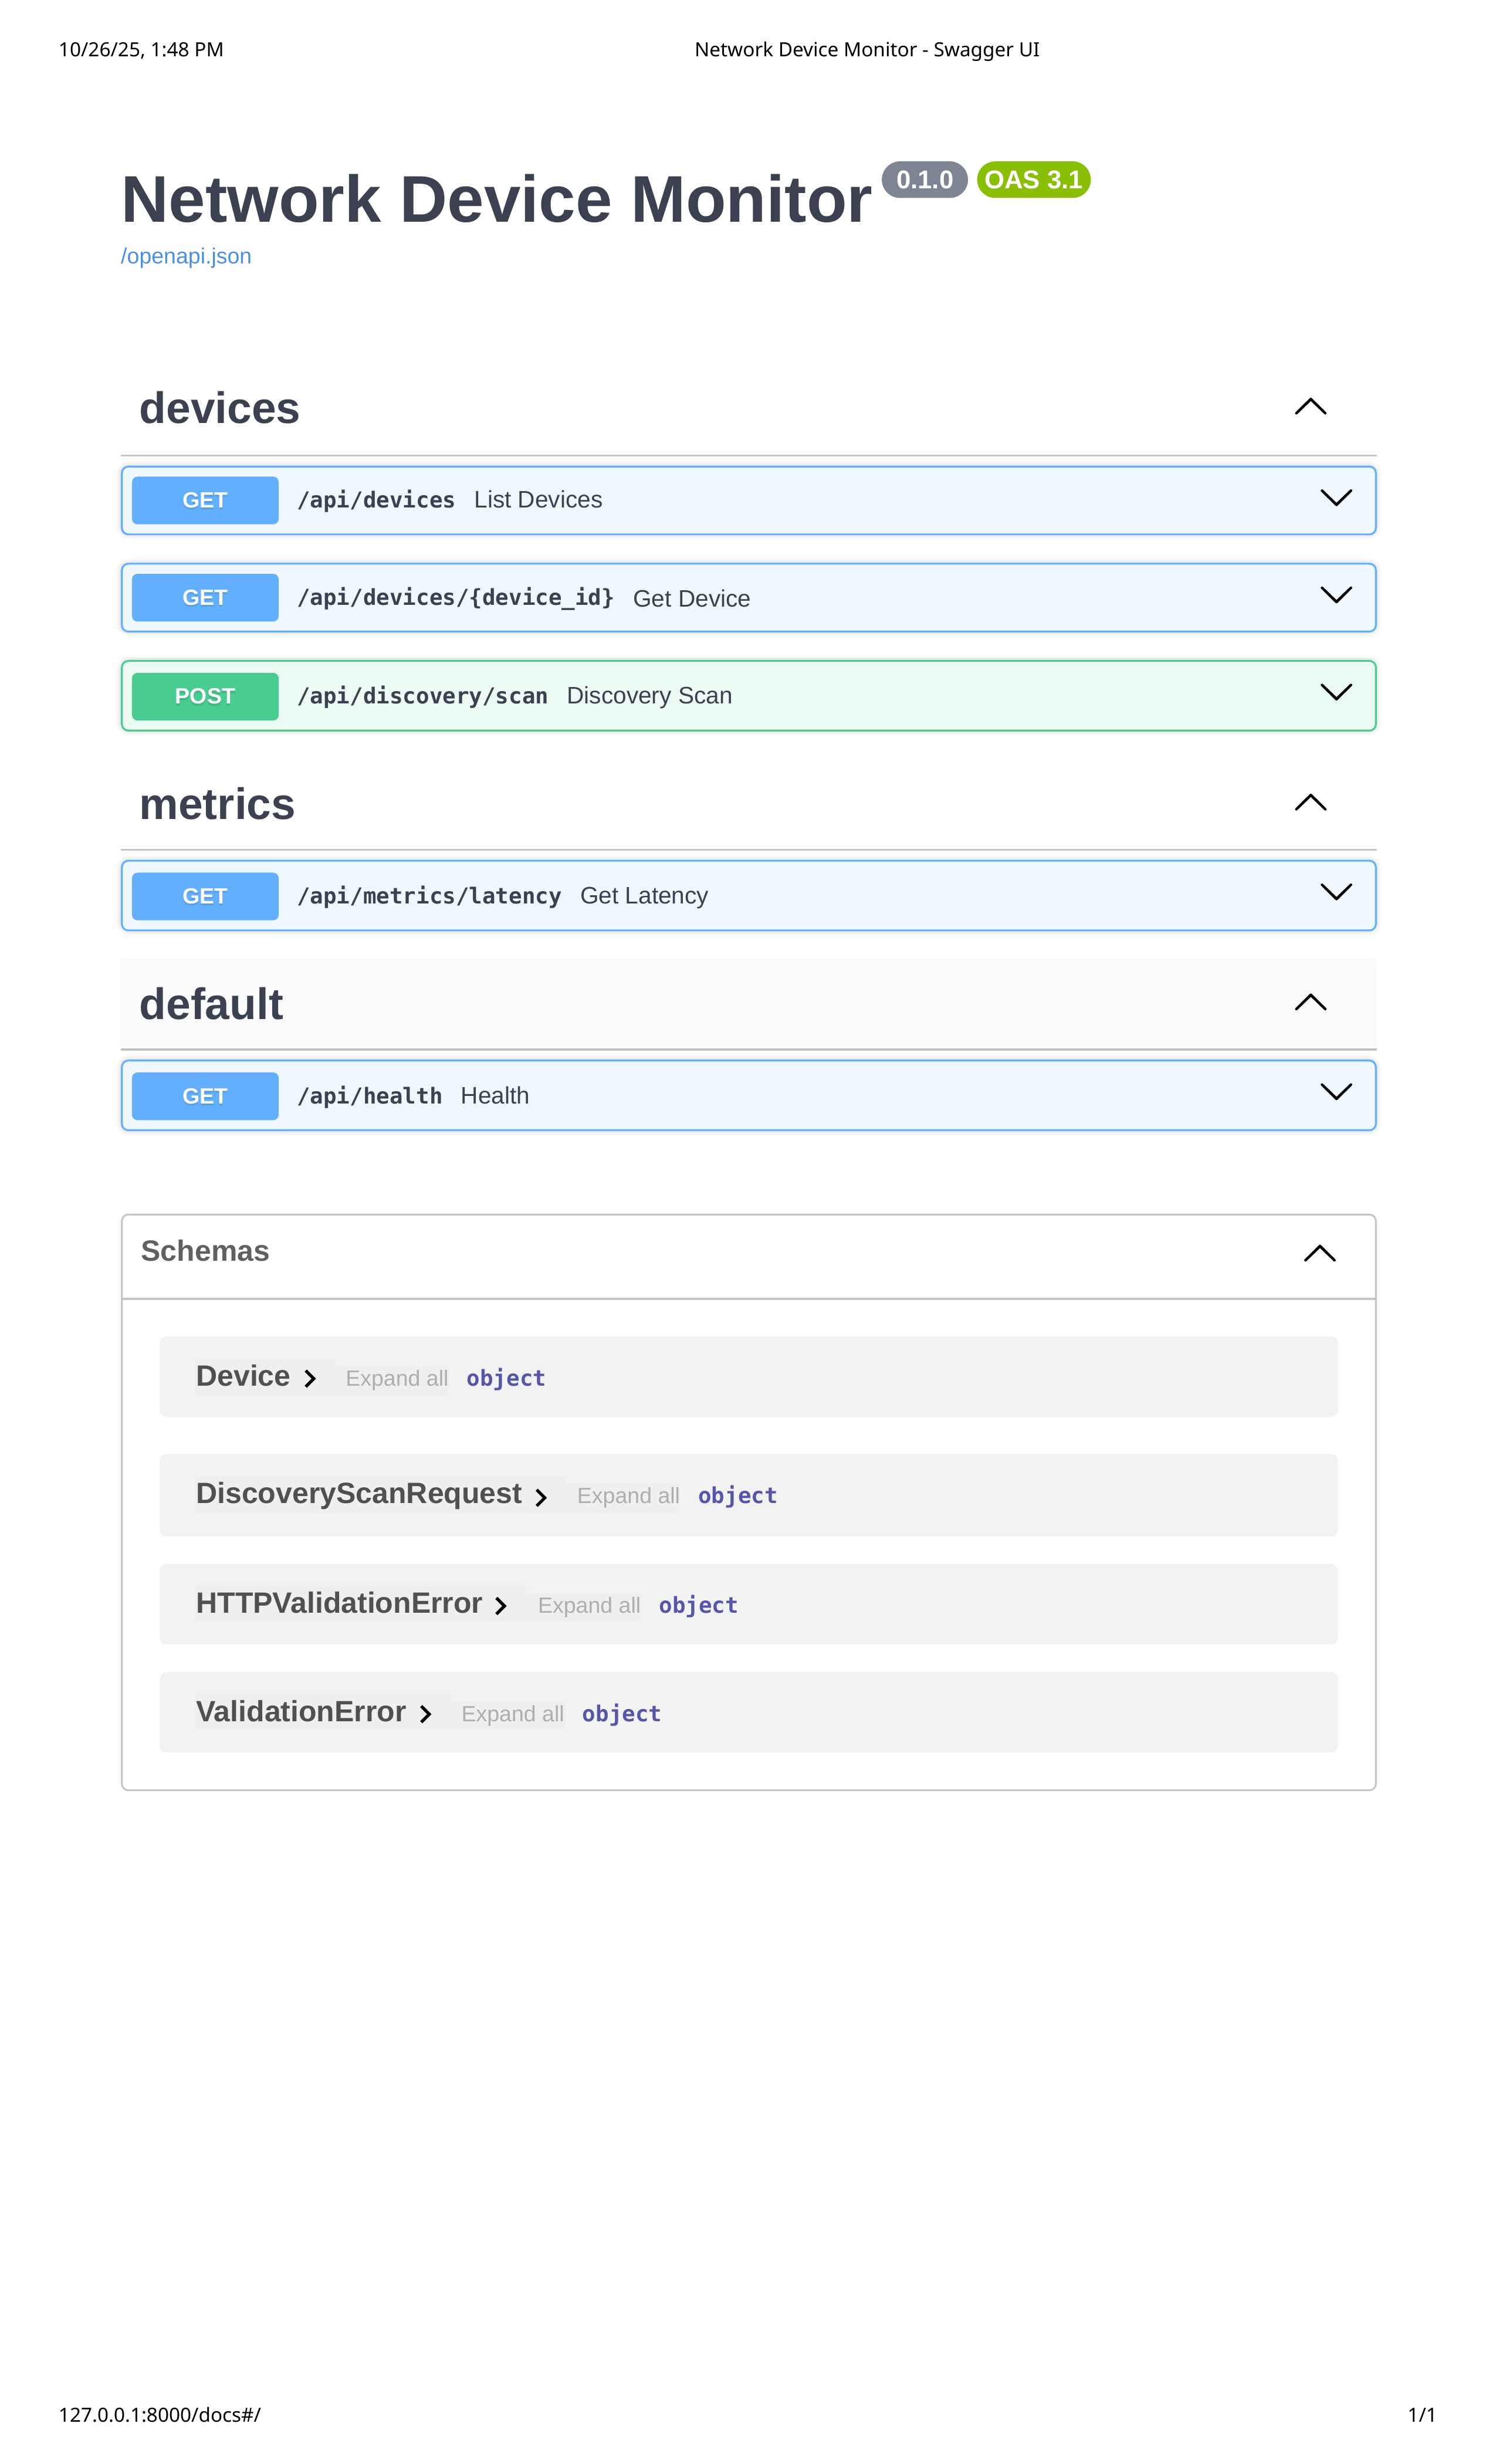 10/26/25, 1:48 PM Network Device Monitor - Swagger UI
Network Device Monitor 0.1.0 OAS 3.1
/openapi.json
devices
GET /api/devices List Devices
GET /api/devices/{device_id} Get Device
POST /api/discovery/scan Discovery Scan
metrics
GET /api/metrics/latency Get Latency
default
GET /api/health Health
Schemas
Device Expand all object
DiscoveryScanRequest Expand all object
HTTPValidationError Expand all object
ValidationError Expand all object
127.0.0.1:8000/docs#/ 1/1